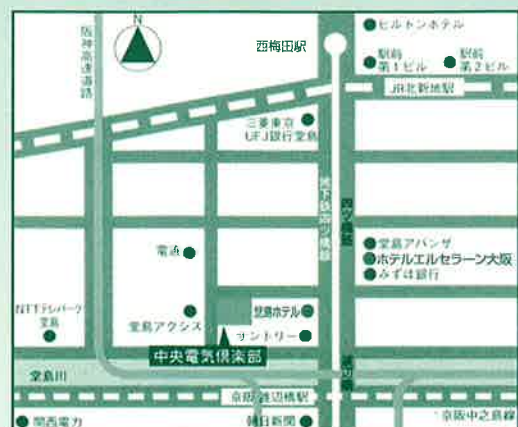 N
阪神高速道路
西梅田駅
ヒルトンホテル
駅前
第1ビル
駅前
第2ビル
JR北新地駅
三菱東京
UFJ銀行堂島
地下鉄四ツ橋線
四ツ橋筋
電通
堂島アバンザ
ホテルエルセラーン大阪
みずほ銀行
NTTテレパーク
堂島
堂島アクシス
堂島ホテル
サントリー
中央電気倶楽部
堂島川
渡辺橋
京阪渡辺橋駅
関西電力
朝日新聞
京阪中之島線